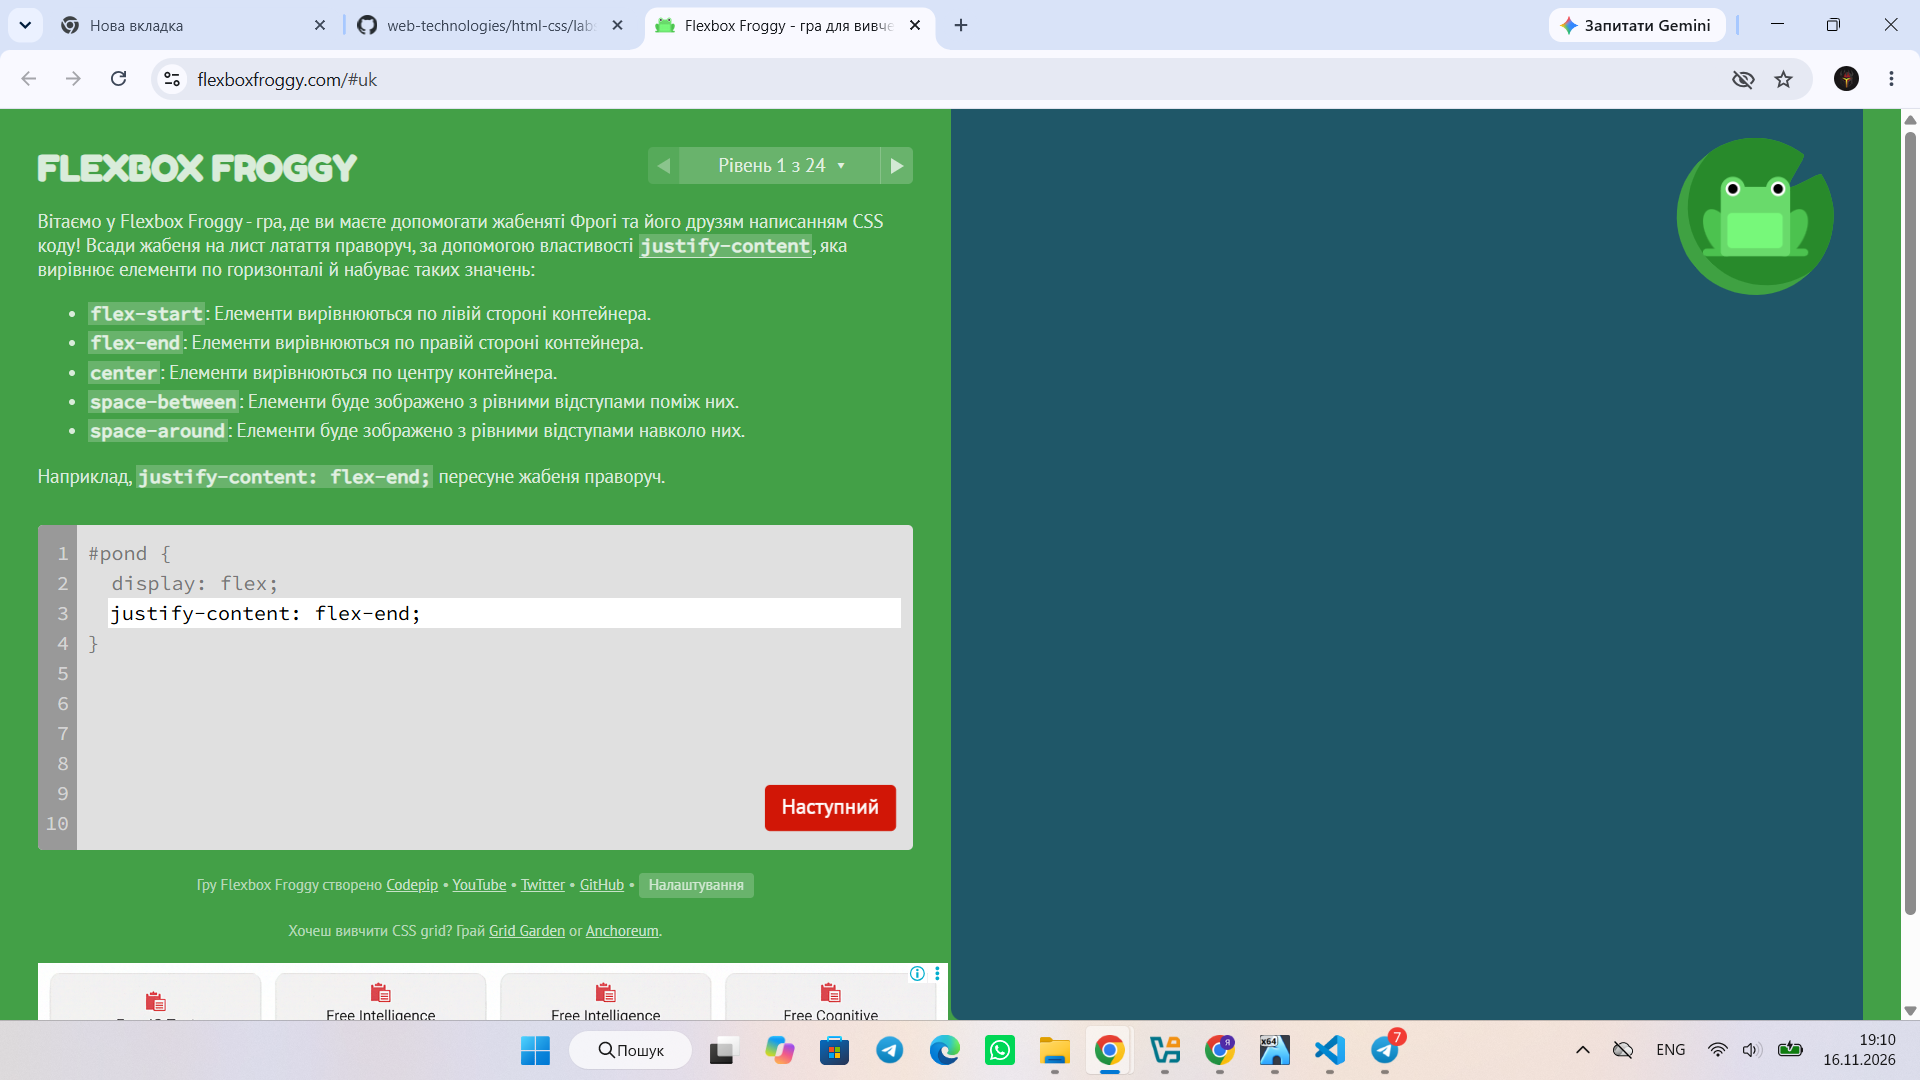 Нова вкладка
web-technologies/html-css/lab
Flexbox Froggy - гра для вивче
Запитати Gemini
flexboxfroggy.com/#uk
FLEXBOX FROGGY
Рівень 1 з 24
Вітаємо у Flexbox Froggy - гра, де ви маєте допомогати жабеняті Фрогі та його друзям написанням CSS
коду! Всади жабеня на лист латаття праворуч, за допомогою властивості justify-content, яка
вирівнює елементи по горизонталі й набуває таких значень:
• flex-start: Елементи вирівнюються по лівій стороні контейнера.
• flex-end: Елементи вирівнюються по правій стороні контейнера.
• center: Елементи вирівнюються по центру контейнера.
• space-between: Елементи буде зображено з рівними відступами поміж них.
• space-around: Елементи буде зображено з рівними відступами навколо них.
Наприклад, justify-content: flex-end; пересуне жабеня праворуч.
1 #pond {
2 display: flex;
3 justify-content: flex-end;
4 }
5
6
7
8
9
10
Наступний
Гру Flexbox Froggy створено Codepip • YouTube • Twitter • GitHub • Налаштування
Хочеш вивчити CSS grid? Грай Grid Garden or Anchoreum.
Free Intelligence
Free Intelligence
Free Cognitive
Пошук
x64
Я
7
ENG
19:10
16.11.2026